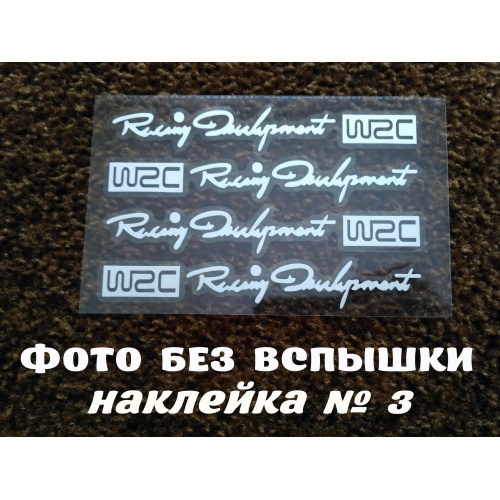 Racing Development WRC
WRC Racing Development
Racing Development WRC
WRC Racing Development
ФОТО БЕЗ ВСПЫШКИ
наклейка № 3